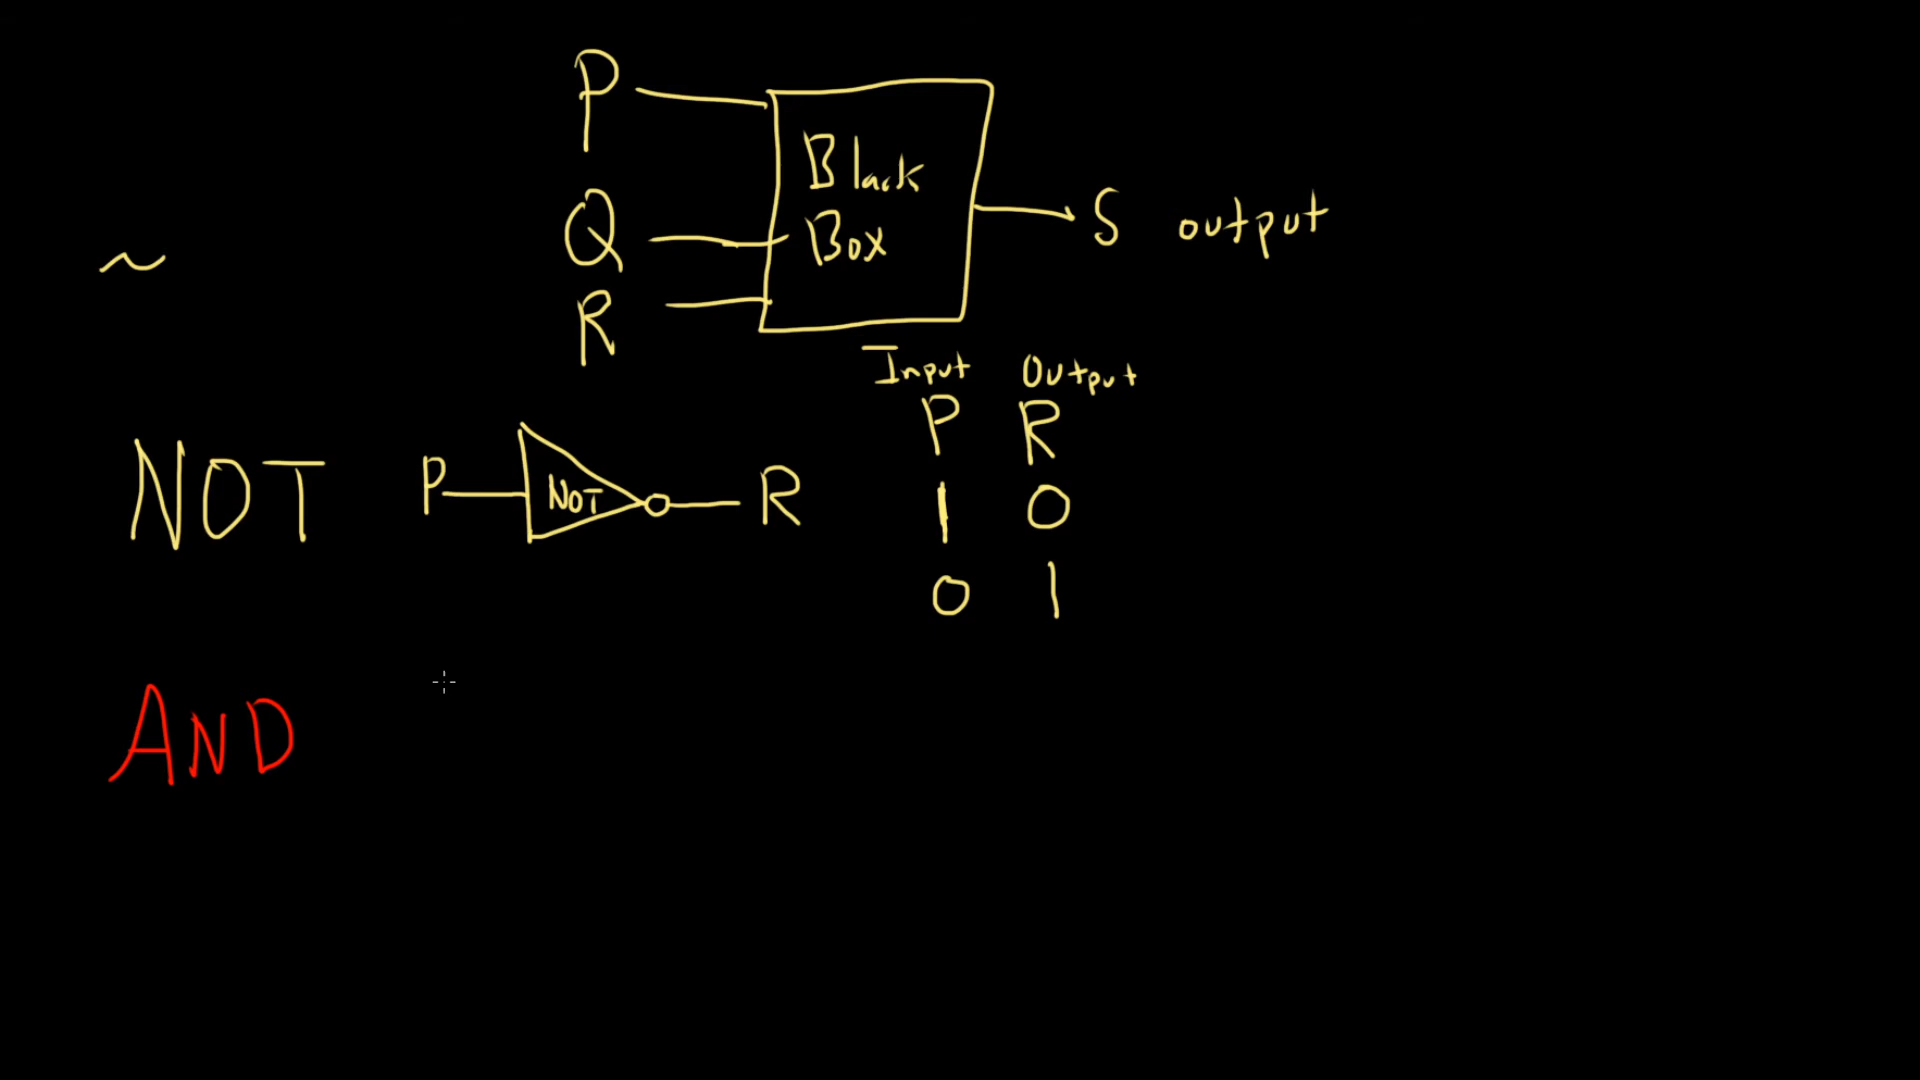 P
Black
Q
Box
S output
~
R
Input Output
P R
NOT P NOT R 1 0
0 1
AND